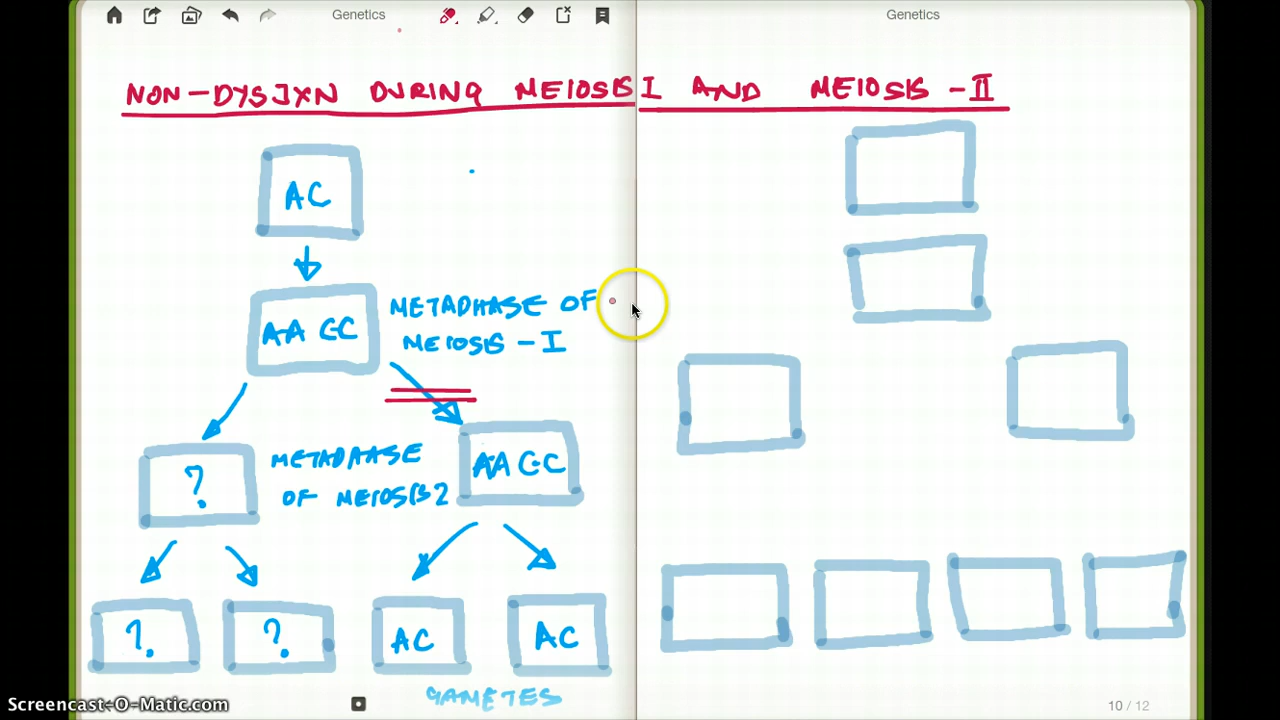 Genetics
Genetics
NON-DYSJXN DURING MEIOSIS I AND MEIOSIS-II
AC
AA CC
METAPHASE OF
MEIOSIS-I
?
METAPHASE
OF MEIOSIS 2
AA CC
?
?
AC
AC
GAMETES
10 / 12
Screencast-O-Matic.com